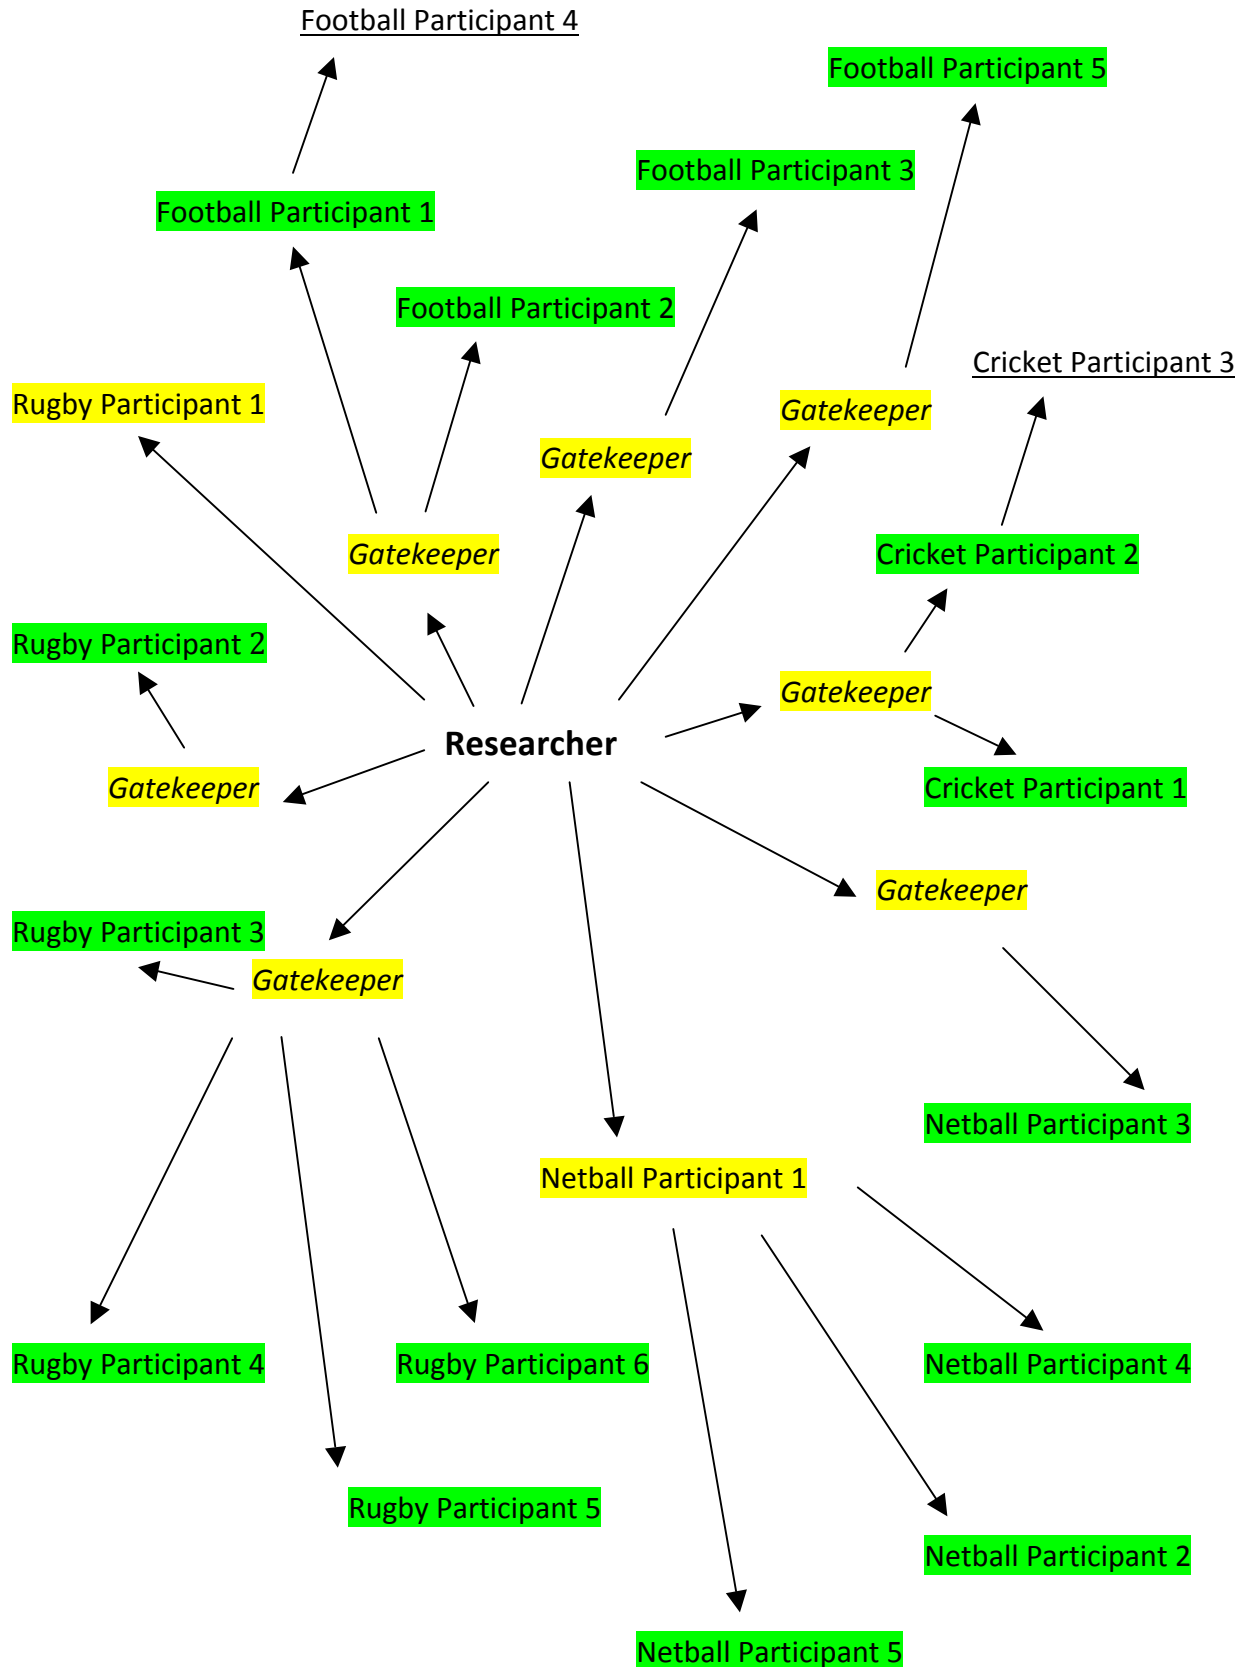 Football Participant 4
Football Participant 5
Football Participant 3
Football Participant 1
Football Participant 2
Cricket Participant 3
Rugby Participant 1
Gatekeeper
Gatekeeper
Gatekeeper
Cricket Participant 2
Rugby Participant 2
Gatekeeper
Researcher
Gatekeeper
Cricket Participant 1
Gatekeeper
Rugby Participant 3
Gatekeeper
Netball Participant 3
Netball Participant 1
Rugby Participant 4
Rugby Participant 6
Netball Participant 4
Rugby Participant 5
Netball Participant 2
Netball Participant 5